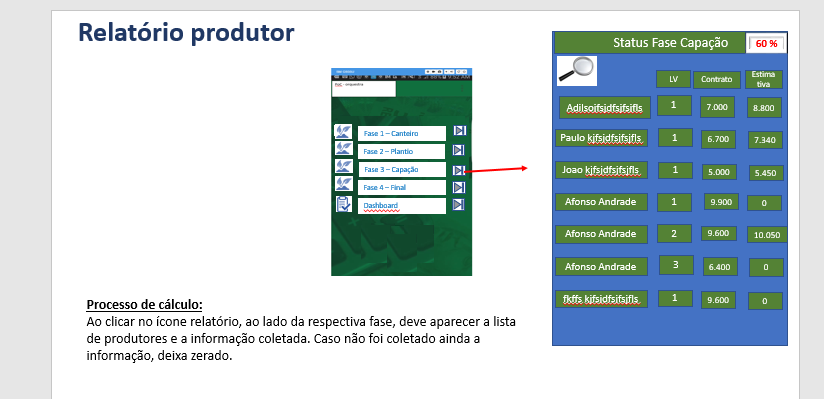 Relatório produtor
Fase 1 – Canteiro
Fase 2 – Plantio
Fase 3 – Capação
Fase 4 – Final
Dashboard
Status Fase Capação
60 %
LV
Contrato
Estima
tiva
Adilsoifsjdfsjfsjfls
1
7.000
8.800
Paulo kjfsjdfsjfsjfls
1
6.700
7.340
Joao kjfsjdfsjfsjfls
1
5.000
5.450
Afonso Andrade
1
9.900
0
Afonso Andrade
2
9.600
10.050
Afonso Andrade
3
6.400
0
fkffs kjfsjdfsjfsjfls
1
9.600
0
Processo de cálculo:
Ao clicar no ícone relatório, ao lado da respectiva fase, deve aparecer a lista
de produtores e a informação coletada. Caso não foi coletado ainda a
informação, deixa zerado.